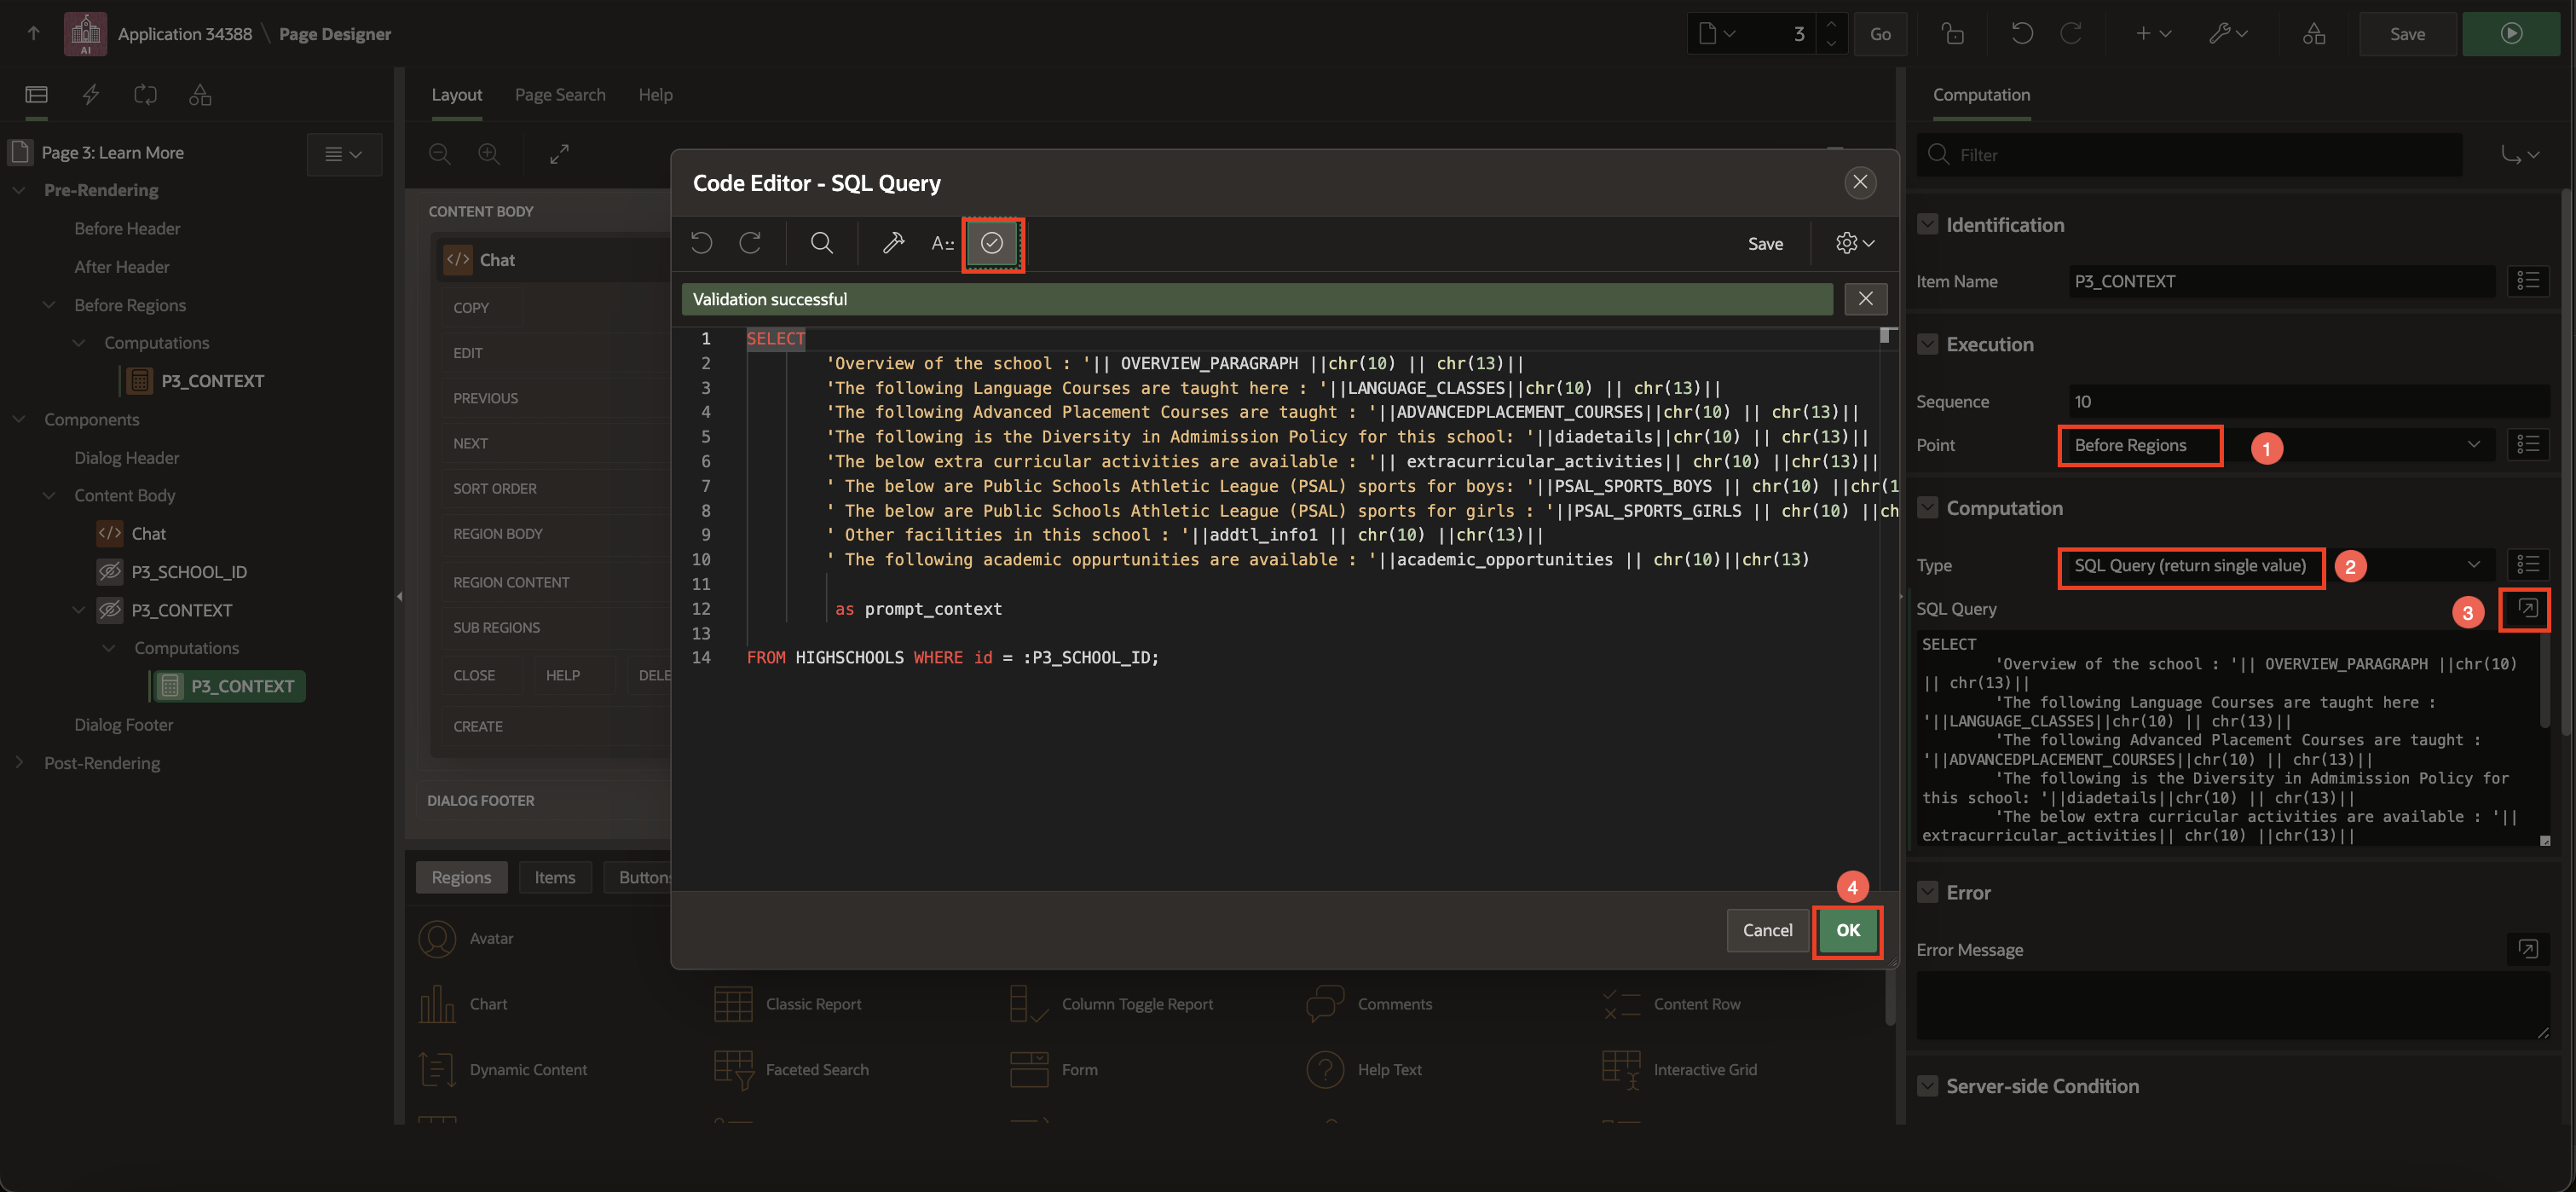 Application 34388 \ Page Designer
AI
3
Go
Save
Layout
Page Search
Help
Computation
Page 3: Learn More
Pre-Rendering
Before Header
After Header
Before Regions
Computations
P3_CONTEXT
Components
Dialog Header
Content Body
Chat
P3_SCHOOL_ID
P3_CONTEXT
Computations
P3_CONTEXT
Dialog Footer
Post-Rendering
CONTENT BODY
Chat
COPY
EDIT
PREVIOUS
NEXT
SORT ORDER
REGION BODY
REGION CONTENT
SUB REGIONS
CLOSE
HELP
DELE
CREATE
DIALOG FOOTER
Regions
Items
Button
Avatar
Chart
Classic Report
Column Toggle Report
Comments
Content Row
Dynamic Content
Faceted Search
Form
Help Text
Interactive Grid
Code Editor - SQL Query
Save
Validation successful
1 SELECT
2 'Overview of the school : '|| OVERVIEW_PARAGRAPH ||chr(10) || chr(13)||
3 'The following Language Courses are taught here : '||LANGUAGE_CLASSES||chr(10) || chr(13)||
4 'The following Advanced Placement Courses are taught : '||ADVANCEDPLACEMENT_COURSES||chr(10) || chr(13)||
5 'The following is the Diversity in Admimission Policy for this school: '||diadetails||chr(10) || chr(13)||
6 'The below extra curricular activities are available : '|| extracurricular_activities|| chr(10) ||chr(13)||
7 ' The below are Public Schools Athletic League (PSAL) sports for boys: '||PSAL_SPORTS_BOYS || chr(10) ||chr(1
8 ' The below are Public Schools Athletic League (PSAL) sports for girls : '||PSAL_SPORTS_GIRLS || chr(10) ||ch
9 ' Other facilities in this school : '||addtl_info1 || chr(10) ||chr(13)||
10 ' The following academic oppurtunities are available : '||academic_opportunities || chr(10)||chr(13)
11
12 as prompt_context
13
14 FROM HIGHSCHOOLS WHERE id = :P3_SCHOOL_ID;
4
Cancel
OK
Filter
Identification
Item Name
P3_CONTEXT
Execution
Sequence
10
Point
Before Regions
1
Computation
Type
SQL Query (return single value)
2
SQL Query
3
SELECT
'Overview of the school : '|| OVERVIEW_PARAGRAPH ||chr(10)
|| chr(13)||
'The following Language Courses are taught here :
'||LANGUAGE_CLASSES||chr(10) || chr(13)||
'The following Advanced Placement Courses are taught :
'||ADVANCEDPLACEMENT_COURSES||chr(10) || chr(13)||
'The following is the Diversity in Admimission Policy for
this school: '||diadetails||chr(10) || chr(13)||
'The below extra curricular activities are available : '||
extracurricular_activities|| chr(10) ||chr(13)||
Error
Error Message
Server-side Condition